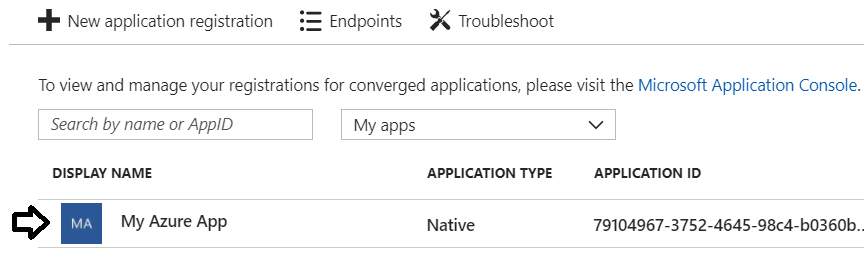 New application registration Endpoints Troubleshoot
To view and manage your registrations for converged applications, please visit the Microsoft Application Console.
Search by name or AppID My apps
DISPLAY NAME APPLICATION TYPE APPLICATION ID
MA My Azure App Native 79104967-3752-4645-98c4-b0360b...